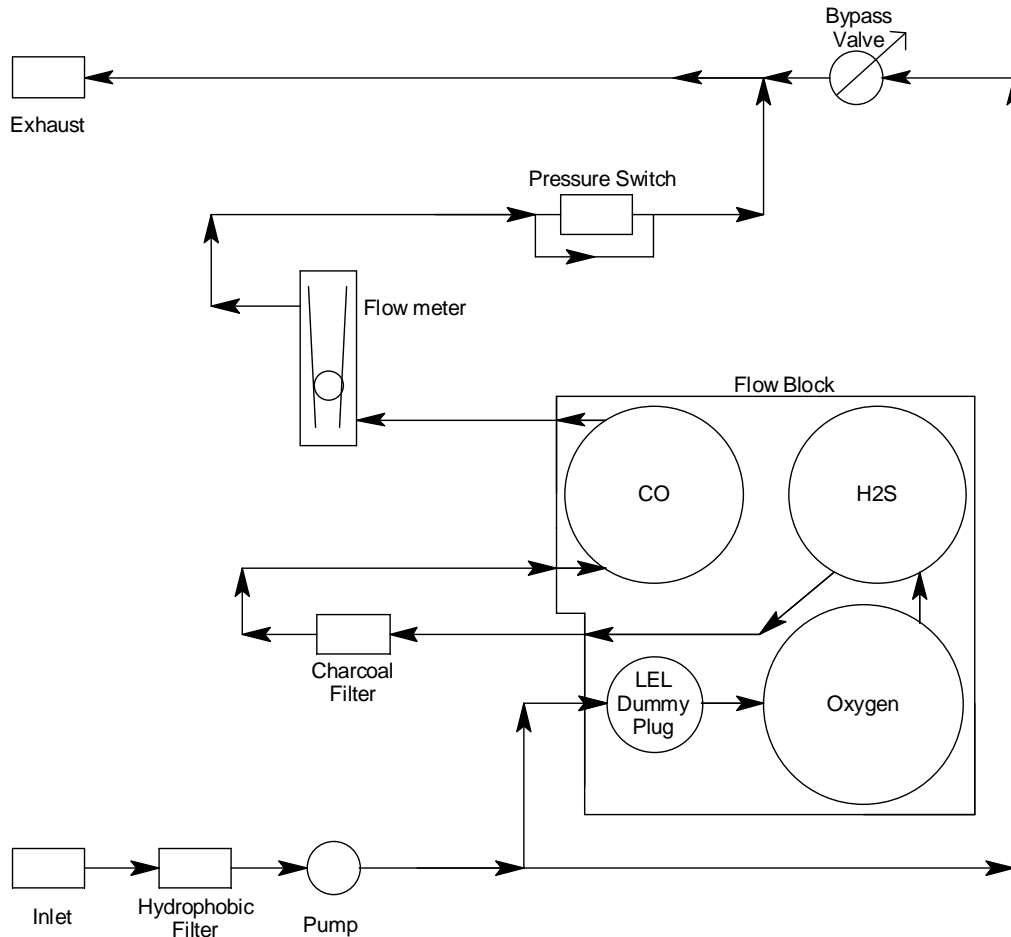 Bypass
Valve
Exhaust
Pressure Switch
Flow meter
Flow Block
CO
H2S
Charcoal
Filter
LEL
Dummy
Plug
Oxygen
Inlet
Hydrophobic
Filter
Pump